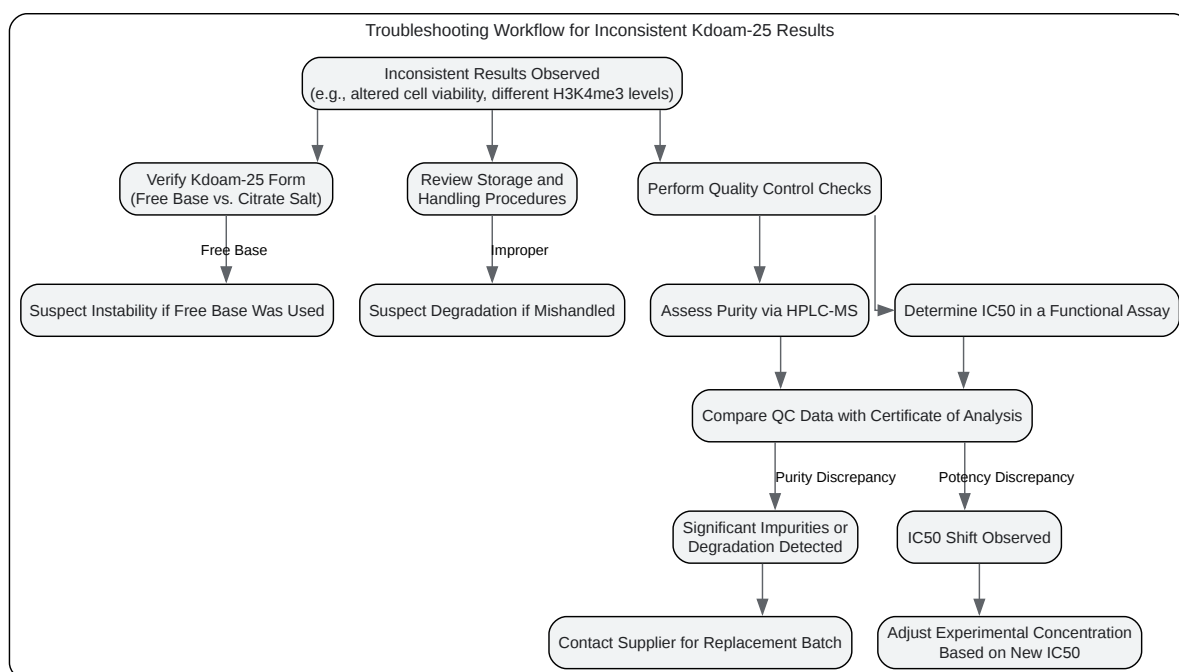 Troubleshooting Workflow for Inconsistent Kdoam-25 Results
Inconsistent Results Observed
(e.g., altered cell viability, different H3K4me3 levels)
Verify Kdoam-25 Form
(Free Base vs. Citrate Salt)
Review Storage and
Handling Procedures
Perform Quality Control Checks
Free Base
Improper
Suspect Instability if Free Base Was Used
Suspect Degradation if Mishandled
Assess Purity via HPLC-MS
Determine IC50 in a Functional Assay
Compare QC Data with Certificate of Analysis
Purity Discrepancy
Potency Discrepancy
Significant Impurities or
Degradation Detected
IC50 Shift Observed
Contact Supplier for Replacement Batch
Adjust Experimental Concentration
Based on New IC50